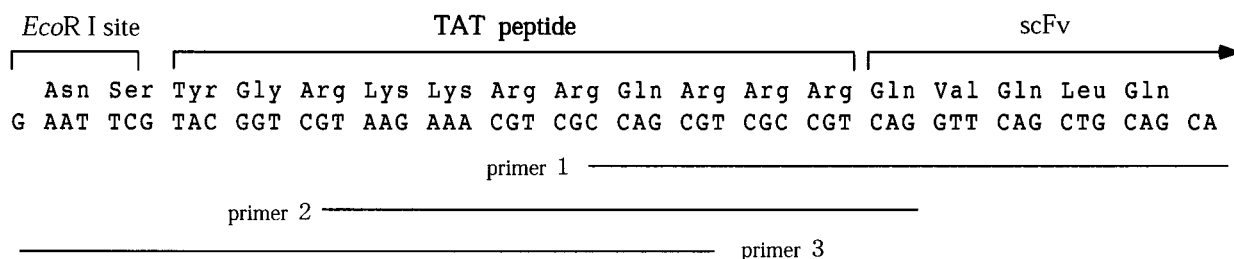 EcoR I site TAT peptide scFv
Asn Ser Tyr Gly Arg Lys Lys Arg Arg Gln Arg Arg Arg Gln Val Gln Leu Gln
G AAT TCG TAC GGT CGT AAG AAA CGT CGC CAG CGT CGC CGT CAG GTT CAG CTG CAG CA
primer 1
primer 2
primer 3